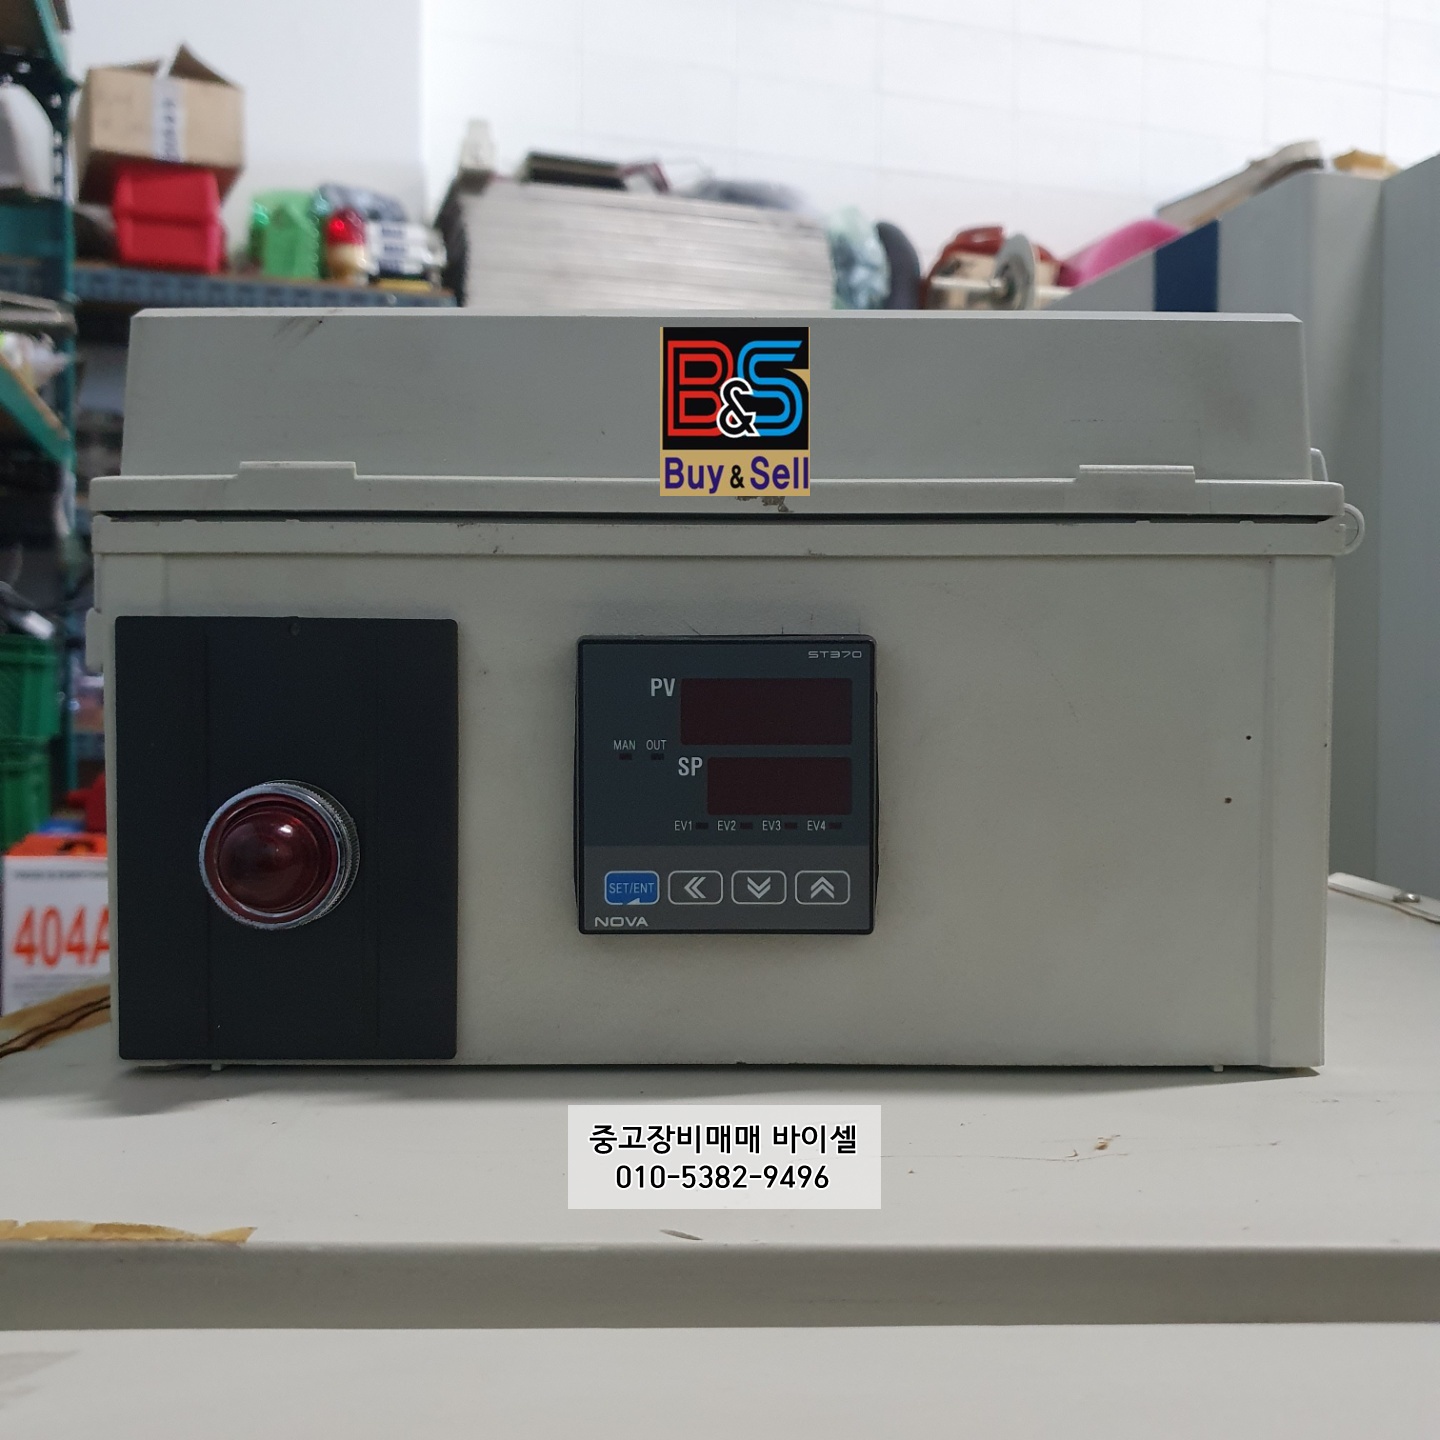 B&S
Buy & Sell
ST370
PV
MAN OUT
SP
EV1 EV2 EV3 EV4
SET/ENT
NOVA
404A
중고장비매매 바이셀
010-5382-9496